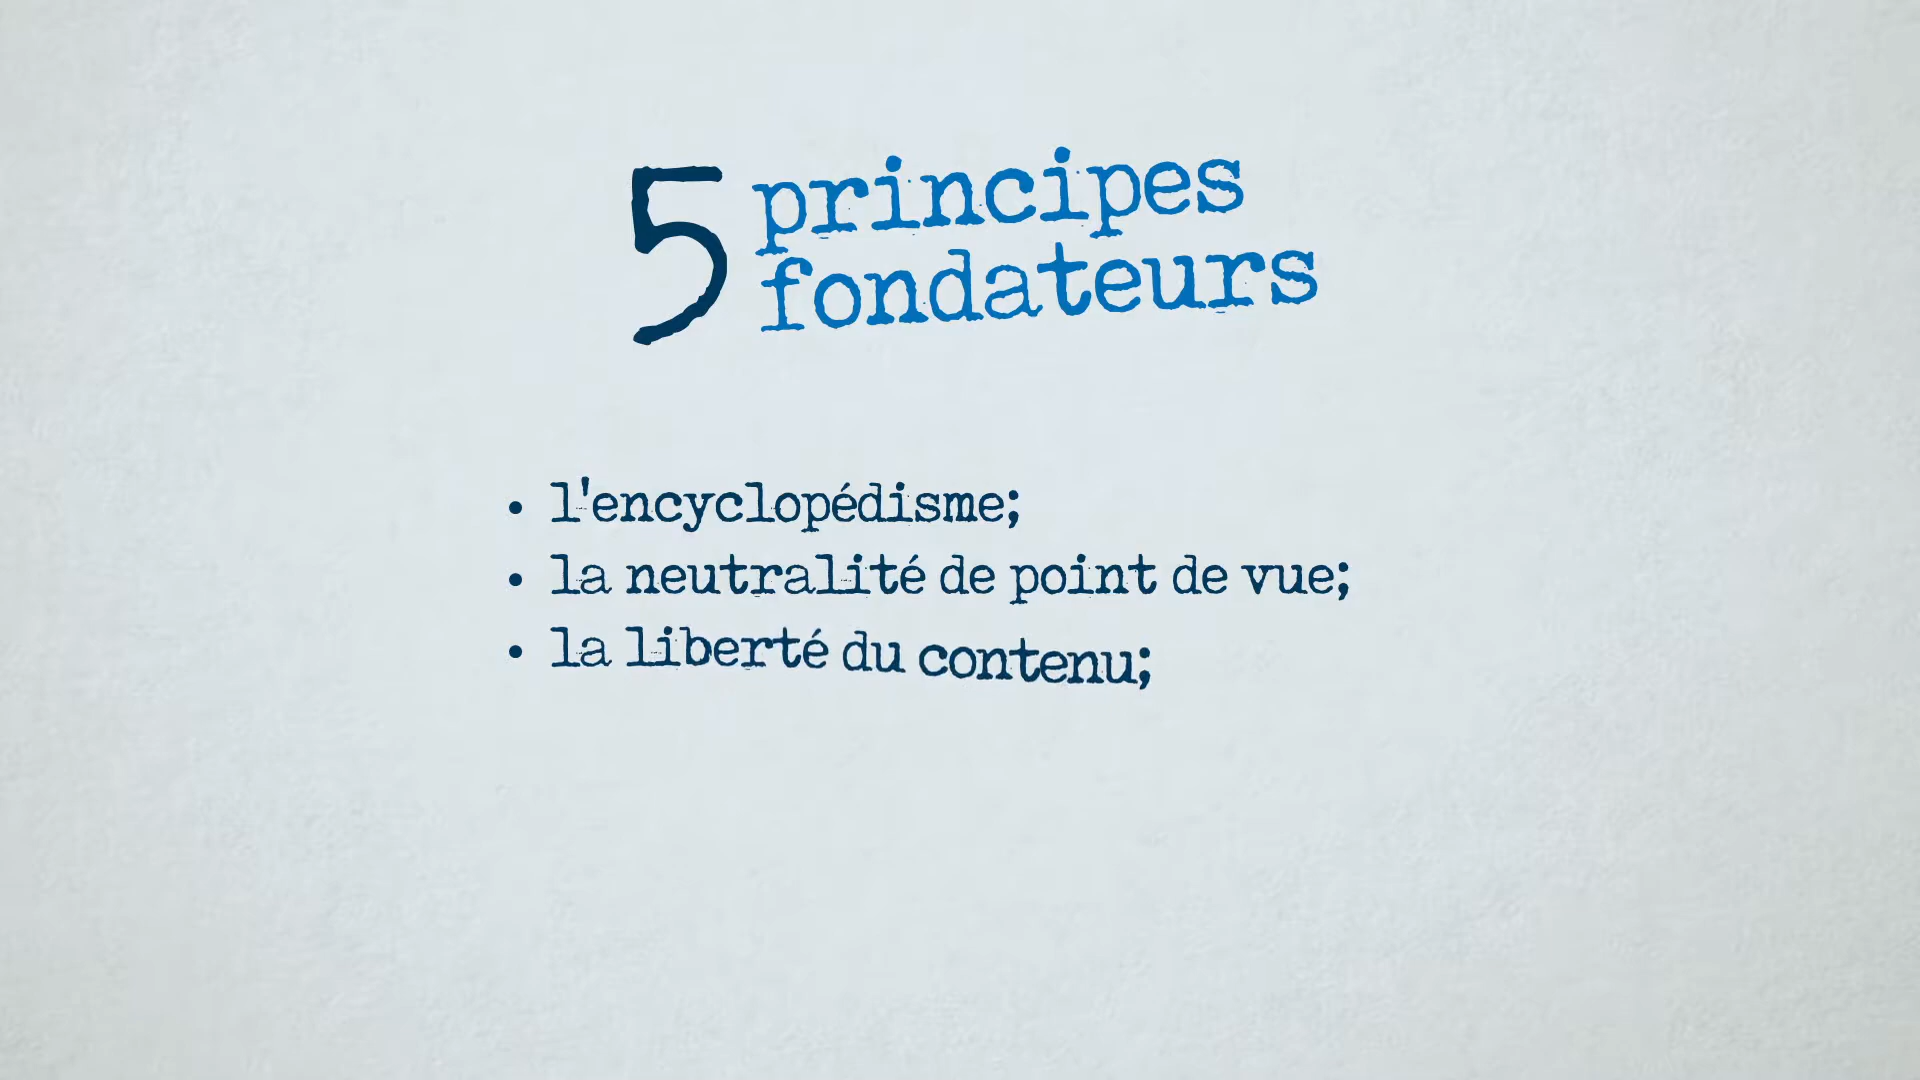 5 principes
fondateurs
• l'encyclopédisme;
• la neutralité de point de vue;
• la liberté du contenu;